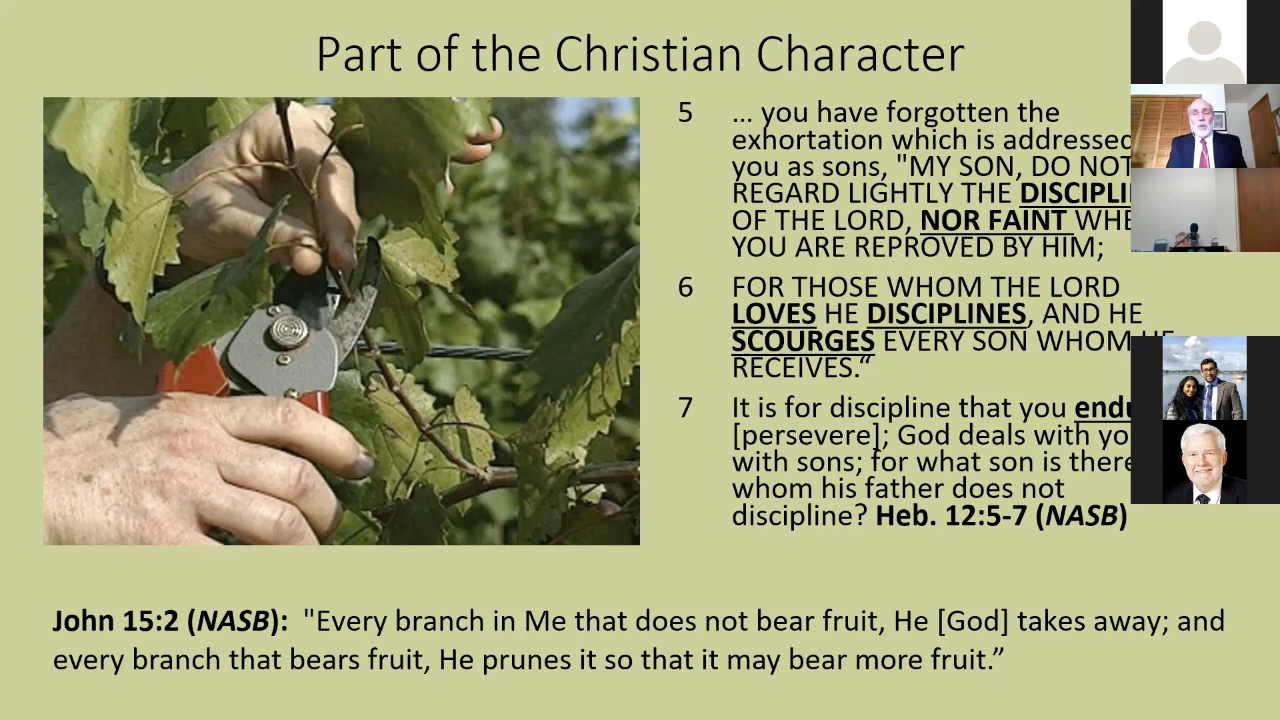 Part of the Christian Character
5 … you have forgotten the
exhortation which is addressed
you as sons, "MY SON, DO NOT
REGARD LIGHTLY THE
OF THE LORD, NOR FAINT
YOU ARE REPROVED BY HIM;
6 FOR THOSE WHOM THE LORD
LOVES HE DISCIPLINES, AND HE
SCOURGES EVERY SON WHOM HE
RECEIVES.“
7 It is for discipline that you
[persevere]; God deals with
with sons; for what son is there
whom his father does not
discipline? Heb. 12:5-7 (NASB)
John 15:2 (NASB): "Every branch in Me that does not bear fruit, He [God] takes away; and
every branch that bears fruit, He prunes it so that it may bear more fruit.”